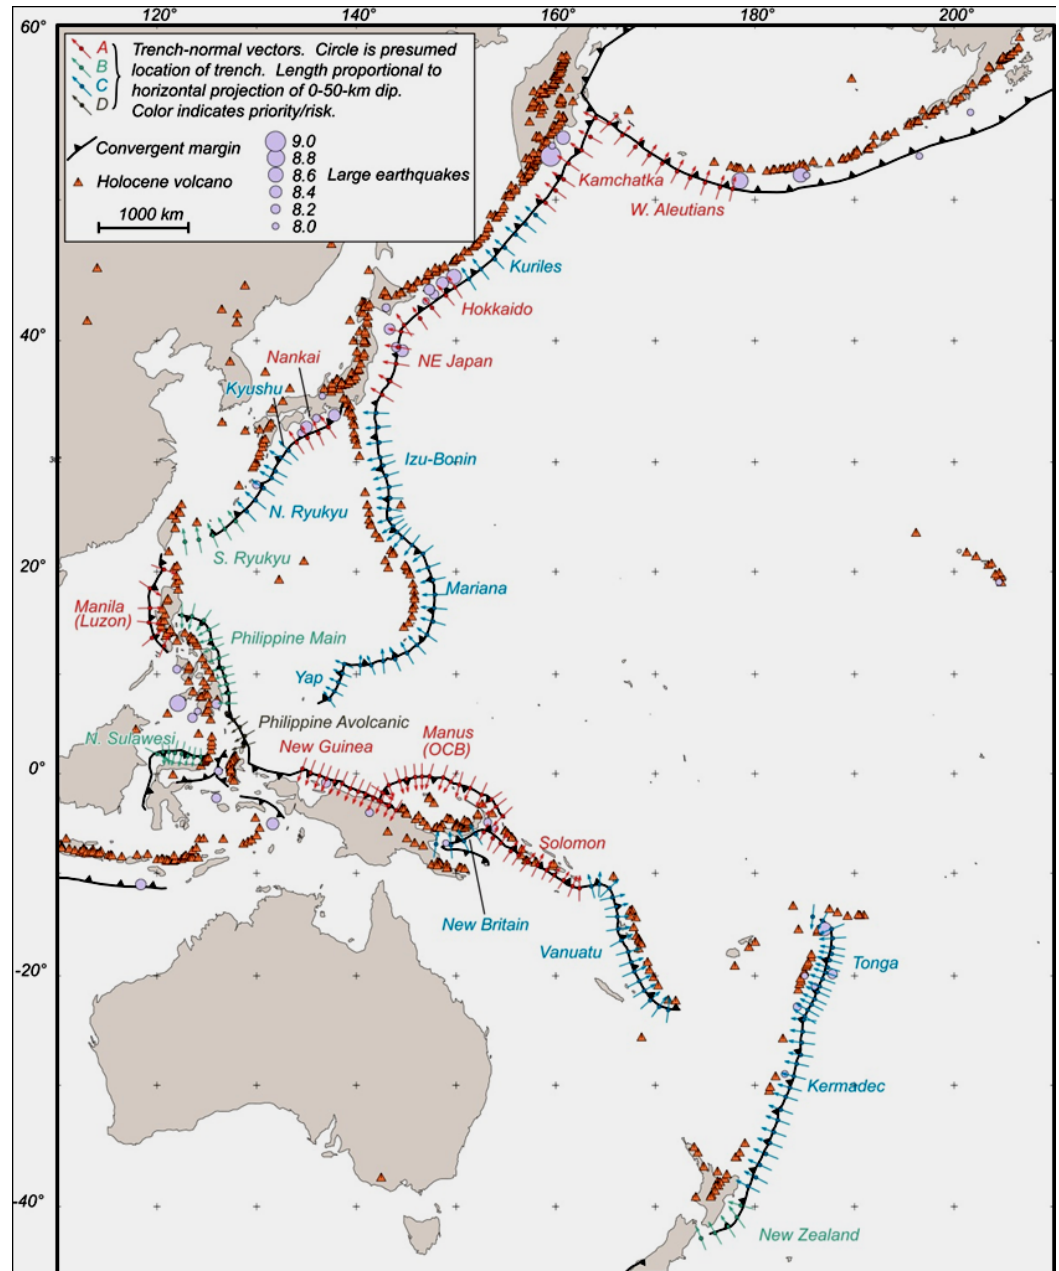 120° 140° 160° 180° 200°
60°
A Trench-normal vectors. Circle is presumed
B location of trench. Length proportional to
C horizontal projection of 0-50-km dip.
D Color indicates priority/risk.
Convergent margin
Holocene volcano
1000 km
9.0
8.8
8.6 Large earthquakes
8.4
8.2
8.0
Kamchatka
W. Aleutians
Kuriles
Hokkaido
40°
NE Japan
Nankai
Kyushu
Izu-Bonin
N. Ryukyu
S. Ryukyu
20°
Mariana
Manila
(Luzon)
Philippine Main
Yap
Philippine Avolcanic
N. Sulawesi
New Guinea
Manus
(OCB)
0°
Solomon
New Britain
Vanuatu
Tonga
-20°
Kermadec
-40°
New Zealand